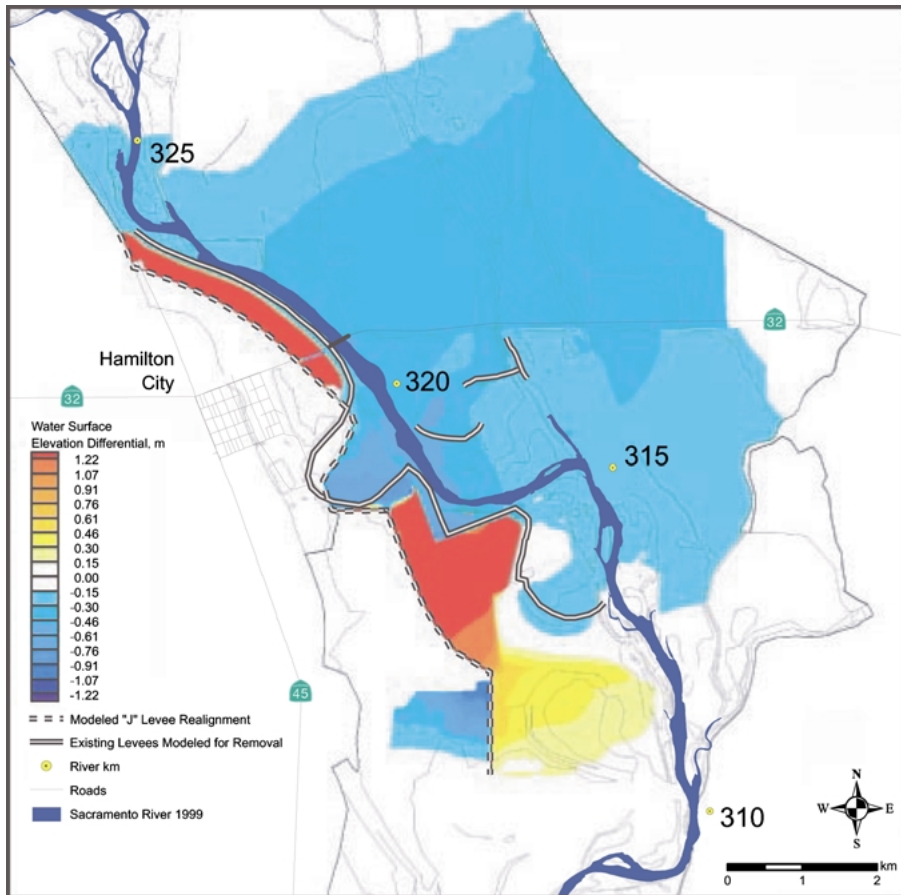 325
32
Hamilton
City
320
32
315
Water Surface
Elevation Differential, m
1.22
1.07
0.91
0.76
0.61
0.46
0.30
0.15
0.00
-0.15
-0.30
-0.46
-0.61
-0.76
-0.91
-1.07
-1.22
45
Modeled "J" Levee Realignment
Existing Levees Modeled for Removal
River km
Roads
Sacramento River 1999
310
N
W E
S
km
0 1 2